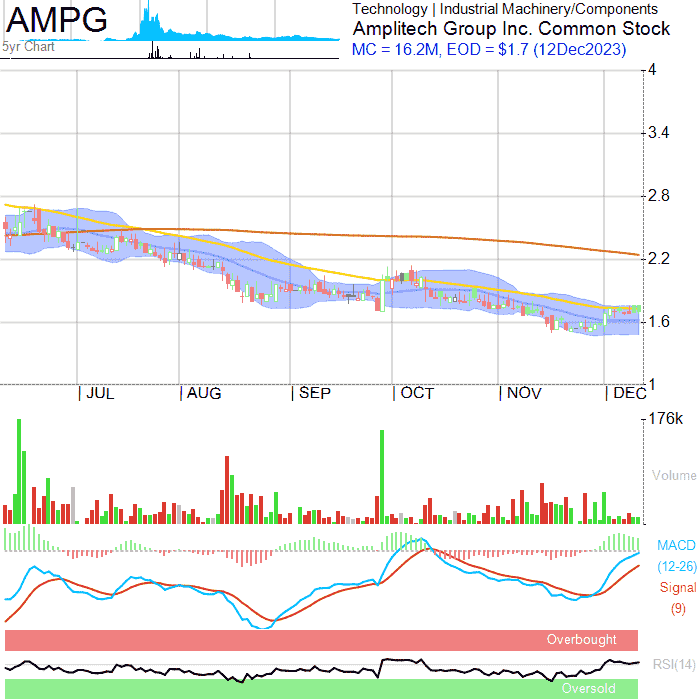 AMPG
5yr Chart
Technology | Industrial Machinery/Components
Amplitech Group Inc. Common Stock
MC = 16.2M, EOD = $1.7 (12Dec2023)
4
3.4
2.8
2.2
1.6
1
| JUL | AUG | SEP | OCT | NOV | DEC
176k
Volume
MACD
(12-26)
Signal
(9)
Overbought
RSI(14)
Oversold